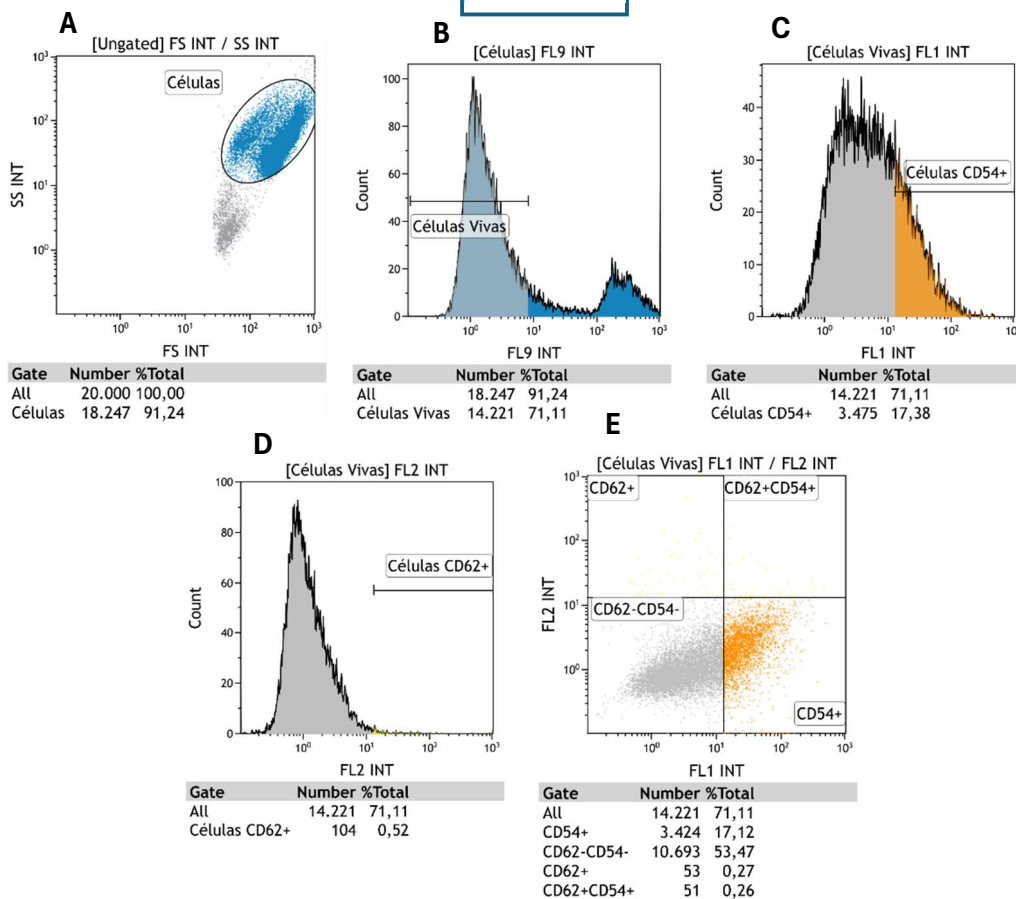 A
[Ungated] FS INT / SS INT
Células
SS INT
10³
10²
10¹
10⁰
10⁰ 10¹ 10² 10³
FS INT
Gate Number %Total
All 20.000 100,00
Células 18.247 91,24
B
[Células] FL9 INT
Count
100
80
60
40
20
0
Células Vivas
10⁰ 10¹ 10² 10³
FL9 INT
Gate Number %Total
All 18.247 91,24
Células Vivas 14.221 71,11
C
[Células Vivas] FL1 INT
Count
40
30
20
10
0
Células CD54+
10⁰ 10¹ 10² 10³
FL1 INT
Gate Number %Total
All 14.221 71,11
Células CD54+ 3.475 17,38
D
[Células Vivas] FL2 INT
Count
100
80
60
40
20
0
Células CD62+
10⁰ 10¹ 10² 10³
FL2 INT
Gate Number %Total
All 14.221 71,11
Células CD62+ 104 0,52
E
[Células Vivas] FL1 INT / FL2 INT
FL2 INT
10³
10²
10¹
10⁰
CD62+ CD62+CD54+
CD62-CD54-
CD54+
10⁰ 10¹ 10² 10³
FL1 INT
Gate Number %Total
All 14.221 71,11
CD54+ 3.424 17,12
CD62-CD54- 10.693 53,47
CD62+ 53 0,27
CD62+CD54+ 51 0,26